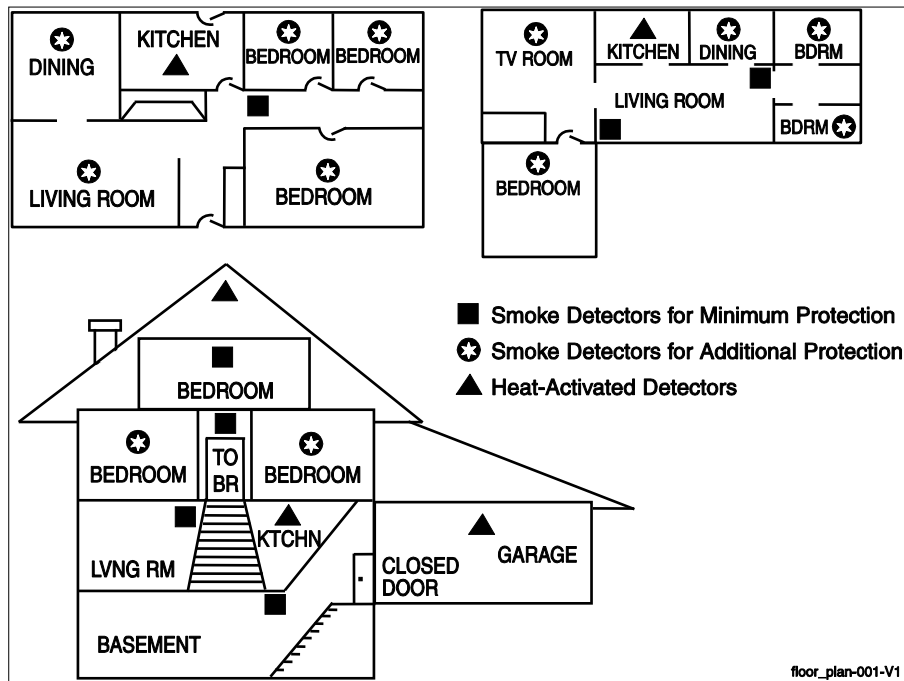 DINING
KITCHEN
BEDROOM
BEDROOM
LIVING ROOM
BEDROOM
TV ROOM
KITCHEN
DINING
BDRM
LIVING ROOM
BDRM
BEDROOM
Smoke Detectors for Minimum Protection
Smoke Detectors for Additional Protection
Heat-Activated Detectors
BEDROOM
BEDROOM
TO
BR
BEDROOM
LVNG RM
KTCHN
CLOSED
DOOR
GARAGE
BASEMENT
floor_plan-001-V1